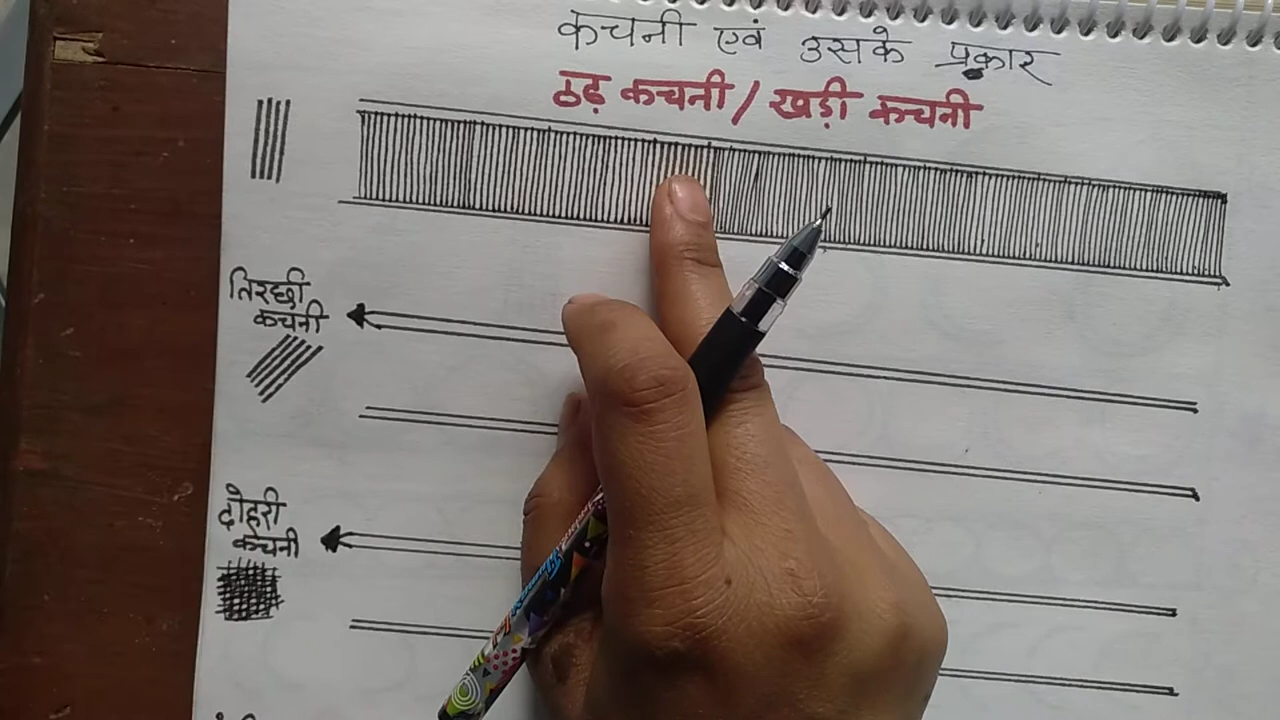 कचनी एवं उसके प्रकार
ठढ़ कचनी / खड़ी कचनी
तिरछी
कचनी
दोहरी
कचनी